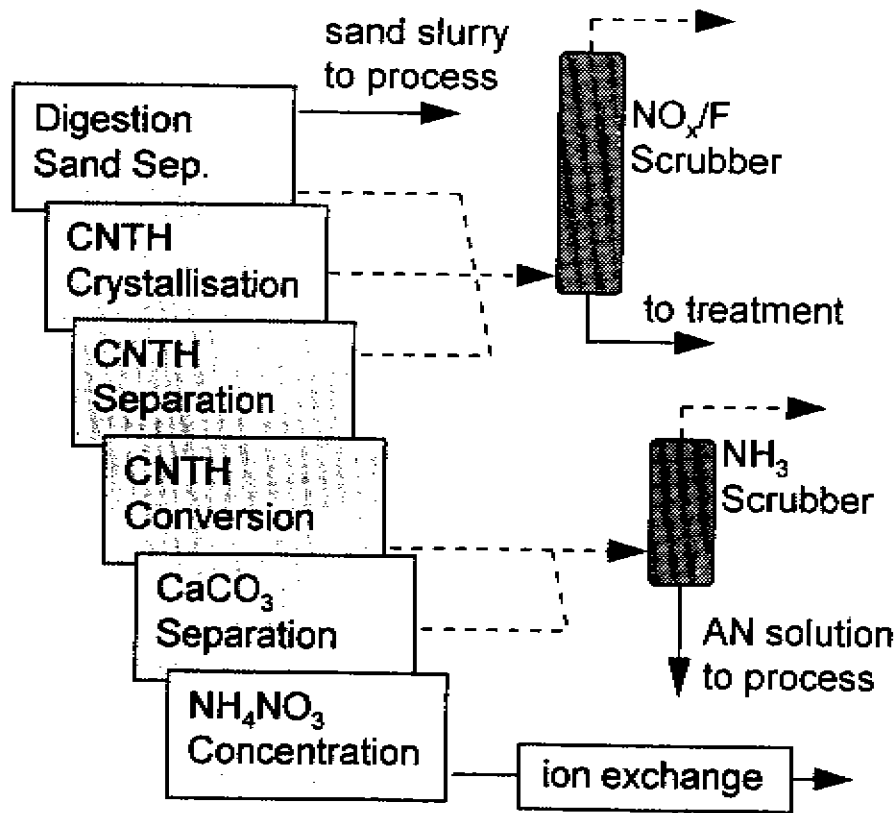 sand slurry
to process
Digestion
Sand Sep.
NOₓ/F
Scrubber
CNTH
Crystallisation
to treatment
CNTH
Separation
NH₃
Scrubber
CNTH
Conversion
CaCO₃
Separation
AN solution
to process
NH₄NO₃
Concentration
ion exchange